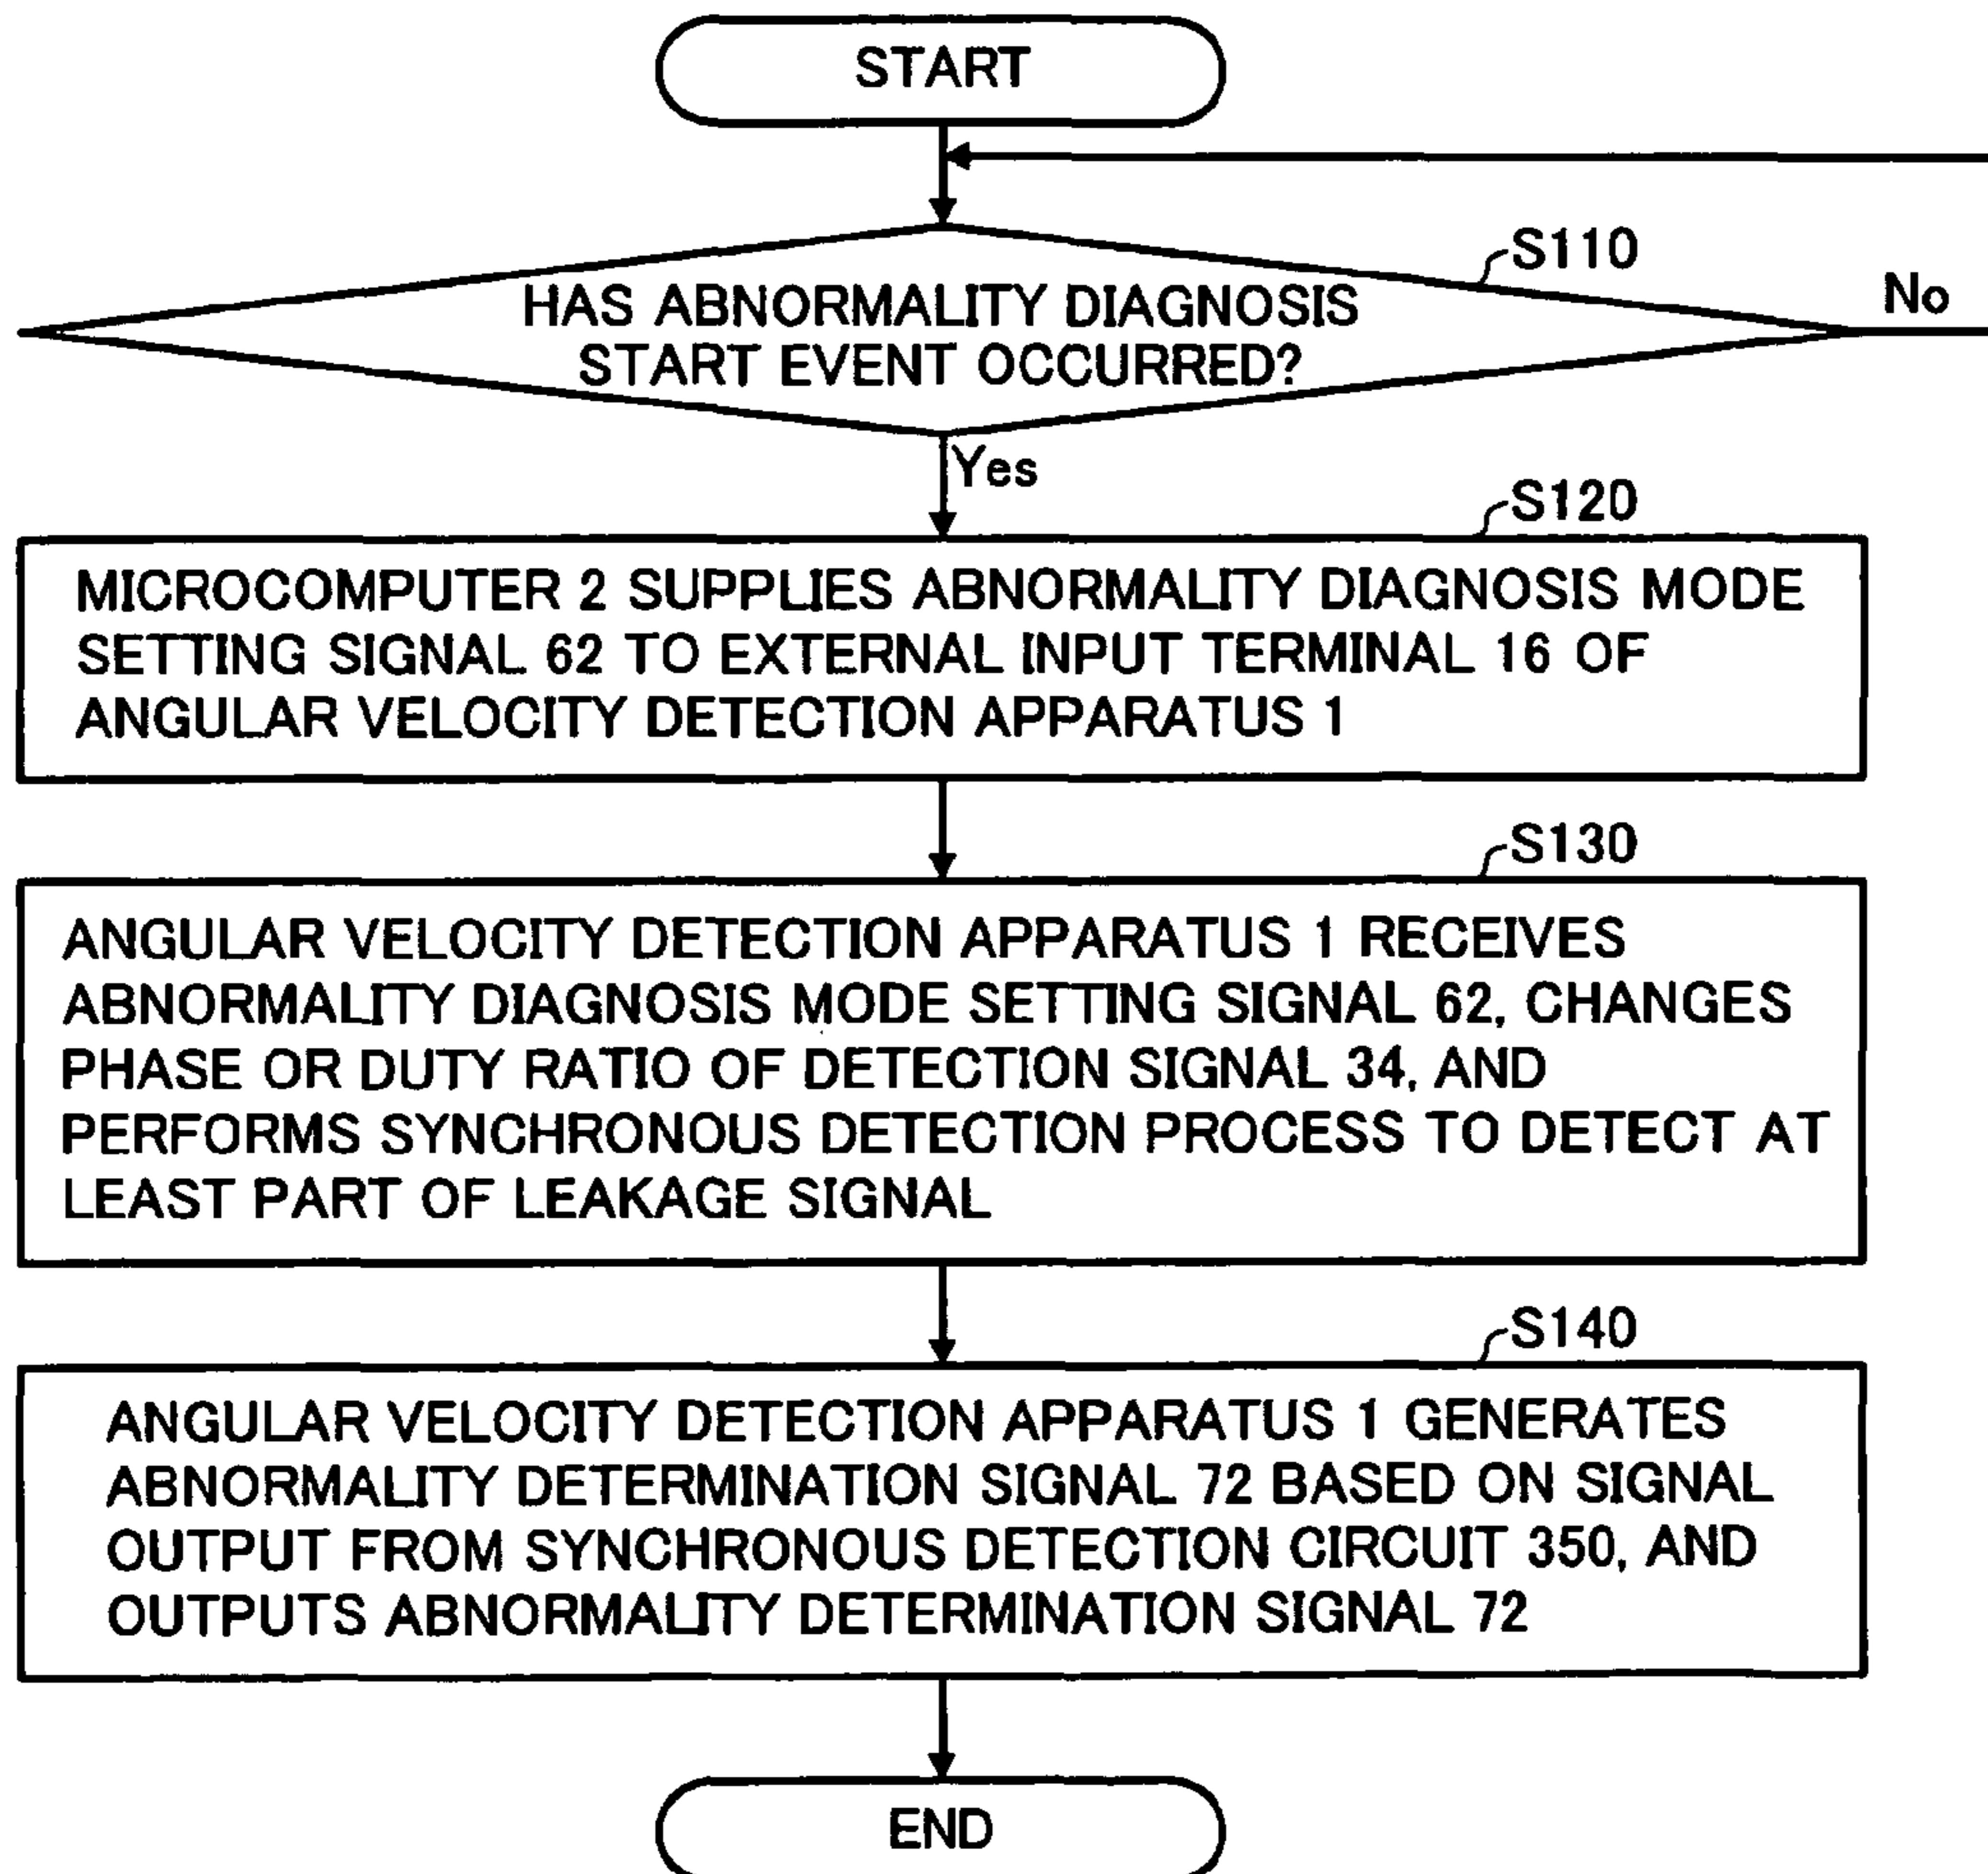 START
S110
HAS ABNORMALITY DIAGNOSIS
START EVENT OCCURRED?
No
Yes
S120
MICROCOMPUTER 2 SUPPLIES ABNORMALITY DIAGNOSIS MODE
SETTING SIGNAL 62 TO EXTERNAL INPUT TERMINAL 16 OF
ANGULAR VELOCITY DETECTION APPARATUS 1
S130
ANGULAR VELOCITY DETECTION APPARATUS 1 RECEIVES
ABNORMALITY DIAGNOSIS MODE SETTING SIGNAL 62, CHANGES
PHASE OR DUTY RATIO OF DETECTION SIGNAL 34, AND
PERFORMS SYNCHRONOUS DETECTION PROCESS TO DETECT AT
LEAST PART OF LEAKAGE SIGNAL
S140
ANGULAR VELOCITY DETECTION APPARATUS 1 GENERATES
ABNORMALITY DETERMINATION SIGNAL 72 BASED ON SIGNAL
OUTPUT FROM SYNCHRONOUS DETECTION CIRCUIT 350, AND
OUTPUTS ABNORMALITY DETERMINATION SIGNAL 72
END